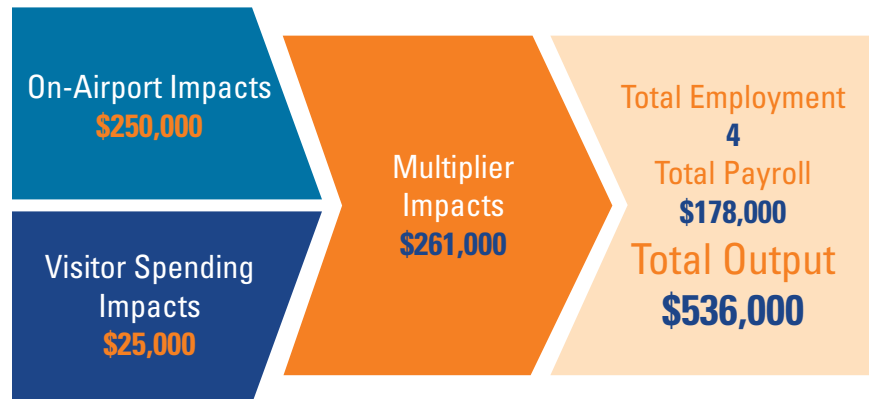 On-Airport Impacts
$250,000
Visitor Spending
Impacts
$25,000
Multiplier
Impacts
$261,000
Total Employment
4
Total Payroll
$178,000
Total Output
$536,000